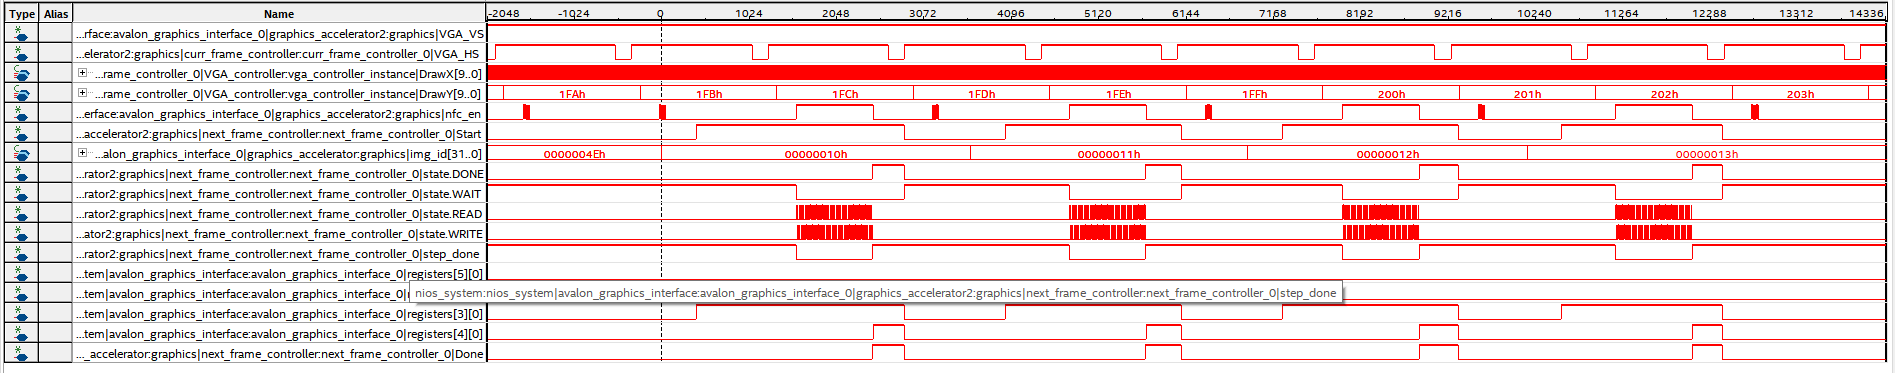 Type Alias Name -2048 -1024 0 1024 2048 3072 4096 5120 6144 7168 8192 9216 10240 11264 12288 13312 14336
...rface:avalon_graphics_interface_0|graphics_accelerator2:graphics|VGA_VS
...elerator2:graphics|curr_frame_controller:curr_frame_controller_0|VGA_HS
...rame_controller_0|VGA_controller:vga_controller_instance|DrawX[9..0]
...rame_controller_0|VGA_controller:vga_controller_instance|DrawY[9..0] 1FAh 1FBh 1FCh 1FDh 1FEh 1FFh 200h 201h 202h 203h
...erface:avalon_graphics_interface_0|graphics_accelerator2:graphics|nfc_en
...accelerator2:graphics|next_frame_controller:next_frame_controller_0|Start
...alon_graphics_interface_0|graphics_accelerator:graphics|img_id[31..0] 0000004Eh 00000010h 00000011h 00000012h 00000013h
...rator2:graphics|next_frame_controller:next_frame_controller_0|state.DONE
...rator2:graphics|next_frame_controller:next_frame_controller_0|state.WAIT
...rator2:graphics|next_frame_controller:next_frame_controller_0|state.READ
...ator2:graphics|next_frame_controller:next_frame_controller_0|state.WRITE
...rator2:graphics|next_frame_controller:next_frame_controller_0|step_done
...tem|avalon_graphics_interface:avalon_graphics_interface_0|registers[5][0]
...tem|avalon_graphics_interface:avalon_graphics_interface_0|
nios_system:nios_system|avalon_graphics_interface:avalon_graphics_interface_0|graphics_accelerator2:graphics|next_frame_controller:next_frame_controller_0|step_done
...tem|avalon_graphics_interface:avalon_graphics_interface_0|registers[3][0]
...tem|avalon_graphics_interface:avalon_graphics_interface_0|registers[4][0]
..._accelerator:graphics|next_frame_controller:next_frame_controller_0|Done